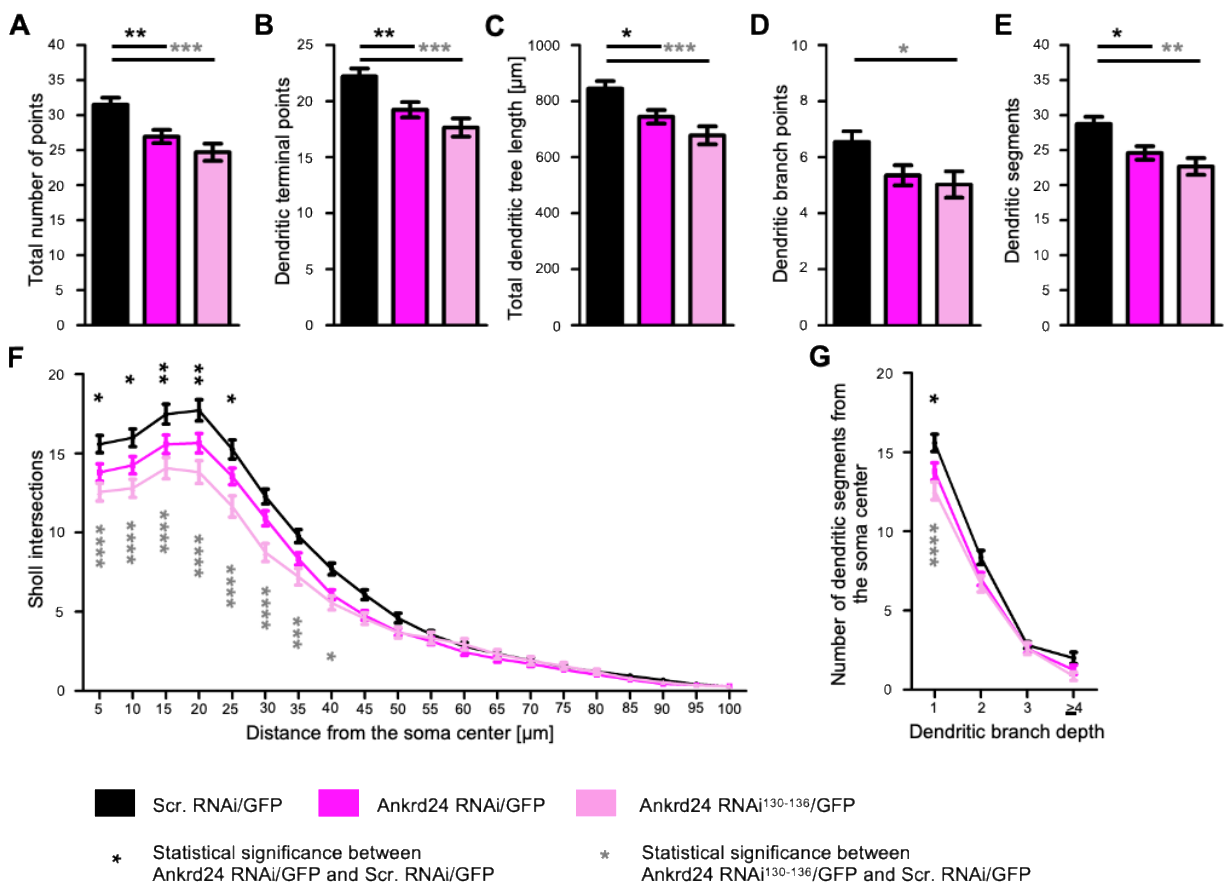 A
B
C
D
E
** ***
** ***
* ***
*
* **
Total number of points
40
35
30
25
20
15
10
5
0
Dendritic terminal points
25
20
15
10
5
0
Total dendritic tree length [µm]
1000
800
600
400
200
0
Dendritic branch points
10
8
6
4
2
0
Dendritic segments
40
35
30
25
20
15
10
5
0
F
Sholl intersections
20
15
10
5
0
* * ** ** *
**** **** **** **** **** **** *** *
5 10 15 20 25 30 35 40 45 50 55 60 65 70 75 80 85 90 95 100
Distance from the soma center [µm]
G
Number of dendritic segments from
the soma center
20
15
10
5
0
*
****
1 2 3 ≥4
Dendritic branch depth
Scr. RNAi/GFP
Ankrd24 RNAi/GFP
Ankrd24 RNAi¹³⁰⁻¹³⁶/GFP
* Statistical significance between
Ankrd24 RNAi/GFP and Scr. RNAi/GFP
* Statistical significance between
Ankrd24 RNAi¹³⁰⁻¹³⁶/GFP and Scr. RNAi/GFP